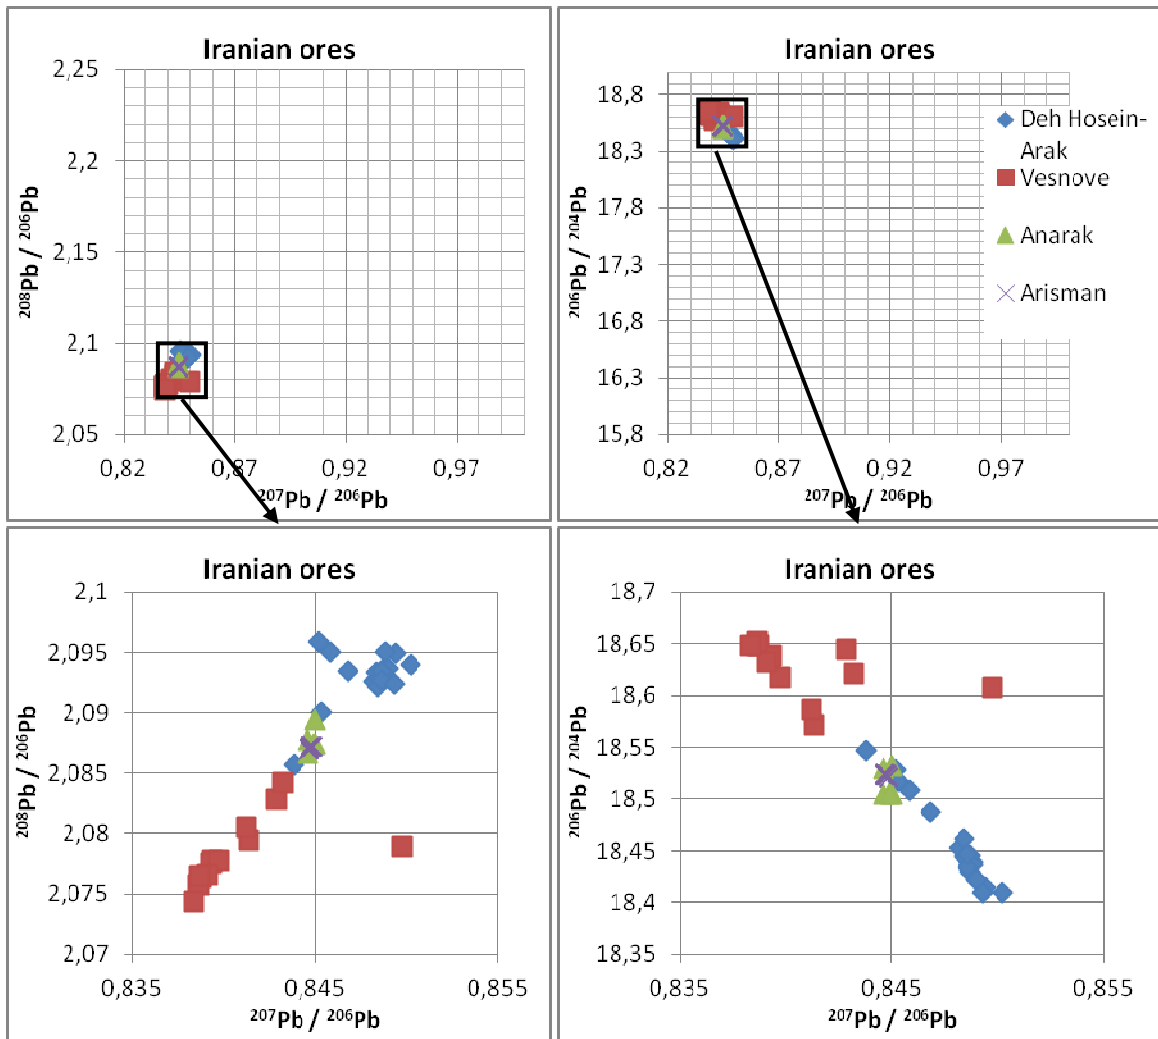 Iranian ores
2,25
2,2
2,15
2,1
2,05
0,82 0,87 0,92 0,97
²⁰⁸Pb / ²⁰⁶Pb
²⁰⁷Pb / ²⁰⁶Pb
Iranian ores
18,8
18,3
17,8
17,3
16,8
16,3
15,8
0,82 0,87 0,92 0,97
²⁰⁶Pb / ²⁰⁴Pb
²⁰⁷Pb / ²⁰⁶Pb
Deh Hosein-
Arak
Vesnove
Anarak
Arisman
Iranian ores
2,1
2,095
2,09
2,085
2,08
2,075
2,07
0,835 0,845 0,855
²⁰⁸Pb / ²⁰⁶Pb
²⁰⁷Pb / ²⁰⁶Pb
Iranian ores
18,7
18,65
18,6
18,55
18,5
18,45
18,4
18,35
0,835 0,845 0,855
²⁰⁶Pb / ²⁰⁴Pb
²⁰⁷Pb / ²⁰⁶Pb